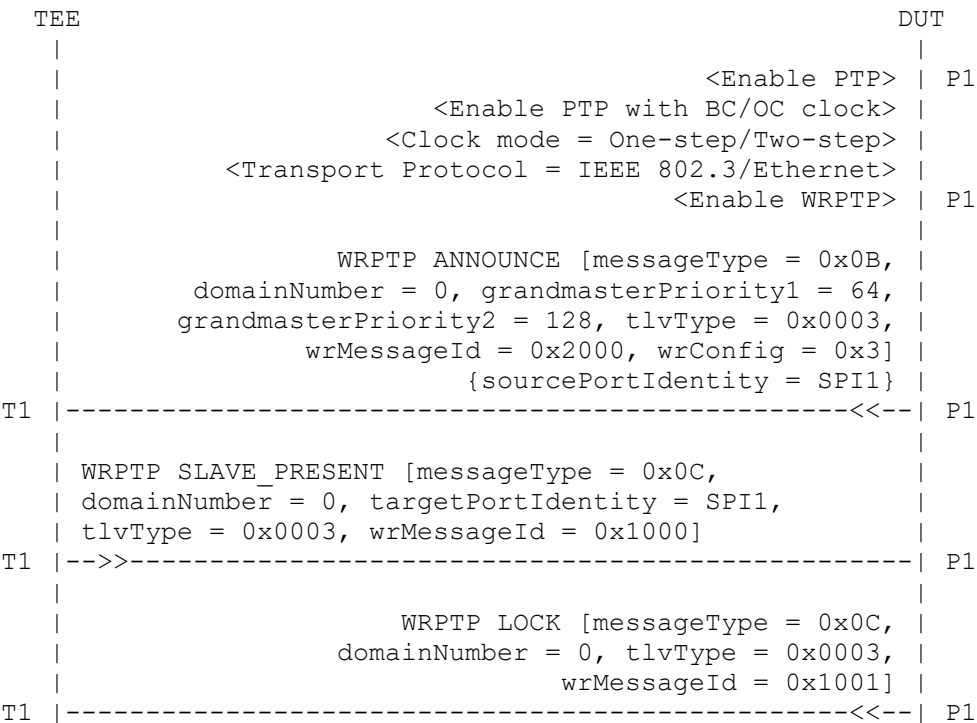 TEE DUT
<Enable PTP> | P1
<Enable PTP with BC/OC clock> |
<Clock mode = One-step/Two-step> |
<Transport Protocol = IEEE 802.3/Ethernet> |
<Enable WRPTP> | P1
WRPTP ANNOUNCE [messageType = 0x0B, |
domainNumber = 0, grandmasterPriority1 = 64, |
grandmasterPriority2 = 128, tlvType = 0x0003, |
wrMessageId = 0x2000, wrConfig = 0x3] |
{sourcePortIdentity = SPI1} |
T1 |-------------------------------------------------<<--| P1
| WRPTP SLAVE_PRESENT [messageType = 0x0C, |
| domainNumber = 0, targetPortIdentity = SPI1, |
| tlvType = 0x0003, wrMessageId = 0x1000] |
T1 |-->>-------------------------------------------------| P1
WRPTP LOCK [messageType = 0x0C, |
domainNumber = 0, tlvType = 0x0003, |
wrMessageId = 0x1001] |
T1 |-------------------------------------------------<<--| P1